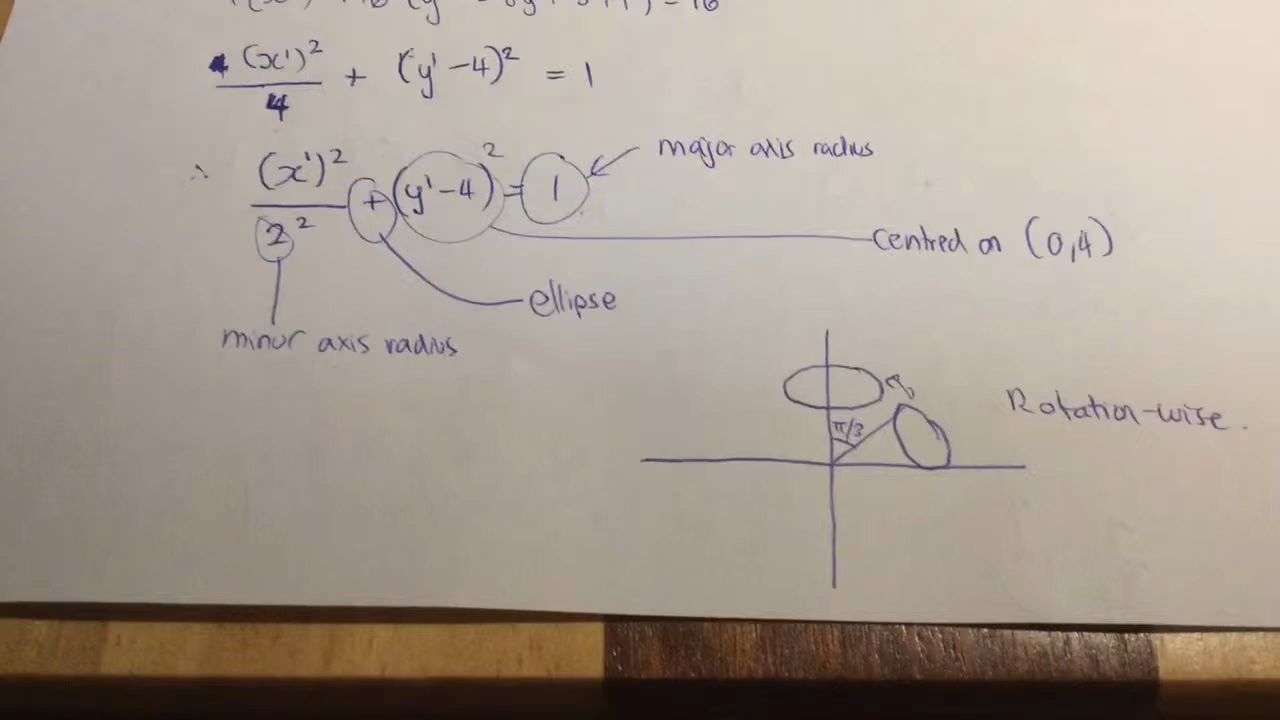 (x')² / 4 + (y' - 4)² = 1
∴ (x')² / 2² + (y' - 4)² = 1
major axis radius
centred on (0,4)
ellipse
minor axis radius
π/3
Rotation-wise.